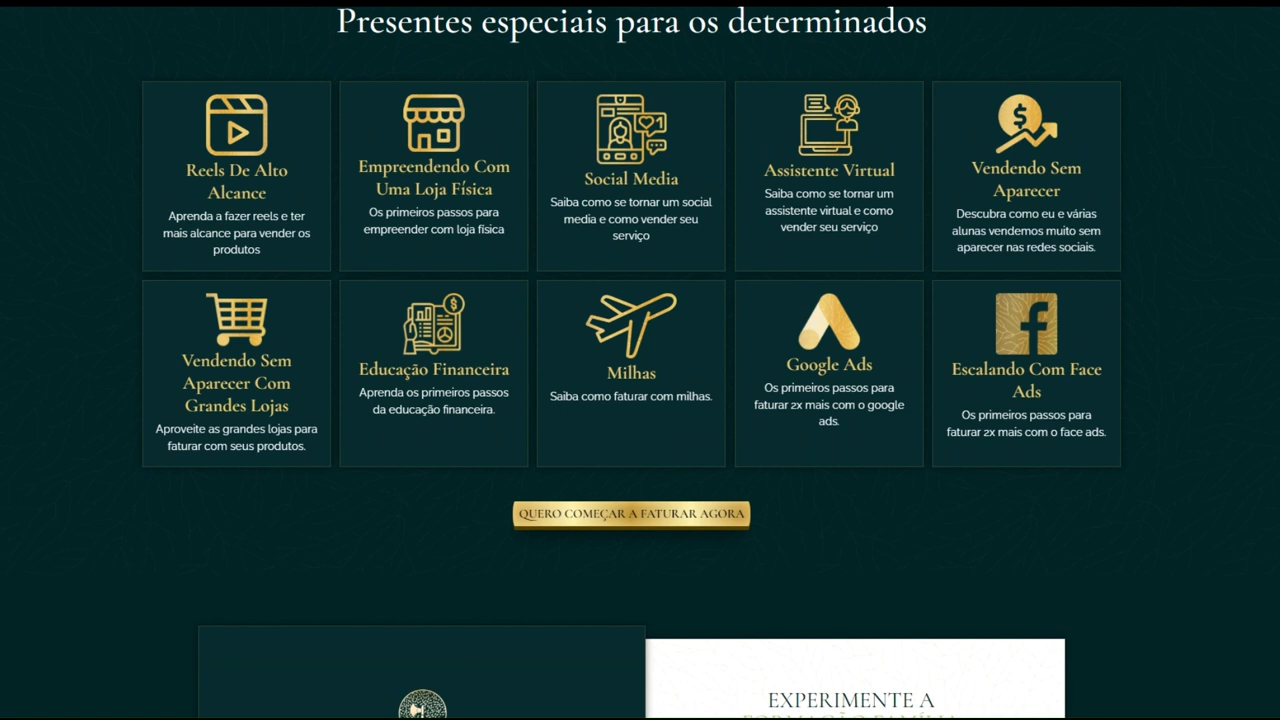 Presentes especiais para os determinados
Reels De Alto
Alcance
Aprenda a fazer reels e ter
mais alcance para vender os
produtos
Empreendendo Com
Uma Loja Física
Os primeiros passos para
empreender com loja física
Social Media
Saiba como se tornar um social
media e como vender seu
serviço
Assistente Virtual
Saiba como se tornar um
assistente virtual e como
vender seu serviço
Vendendo Sem
Aparecer
Descubra como eu e várias
alunas vendemos muito sem
aparecer nas redes sociais.
Vendendo Sem
Aparecer Com
Grandes Lojas
Aproveite as grandes lojas para
faturar com seus produtos.
Educação Financeira
Aprenda os primeiros passos
da educação financeira.
Milhas
Saiba como faturar com milhas.
Google Ads
Os primeiros passos para
faturar 2x mais com o google
ads.
Escalando Com Face
Ads
Os primeiros passos para
faturar 2x mais com o face ads.
QUERO COMEÇAR A FATURAR AGORA
EXPERIMENTE A
FORMAÇÃO FAMÍLIA